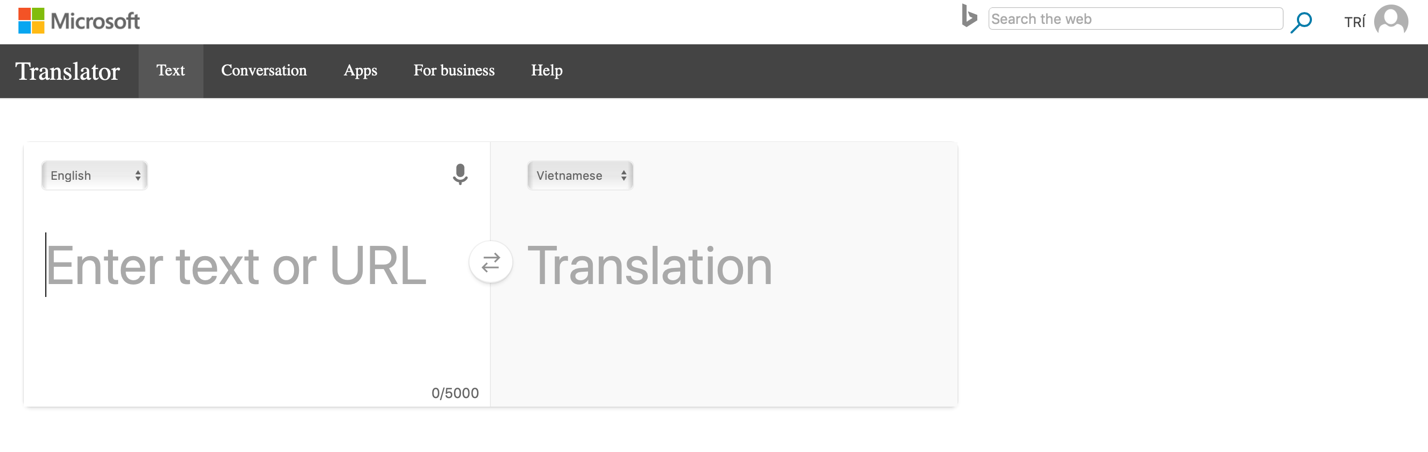 Microsoft
Search the web
TRÍ
Translator Text Conversation Apps For business Help
English
Vietnamese
Enter text or URL
Translation
0/5000